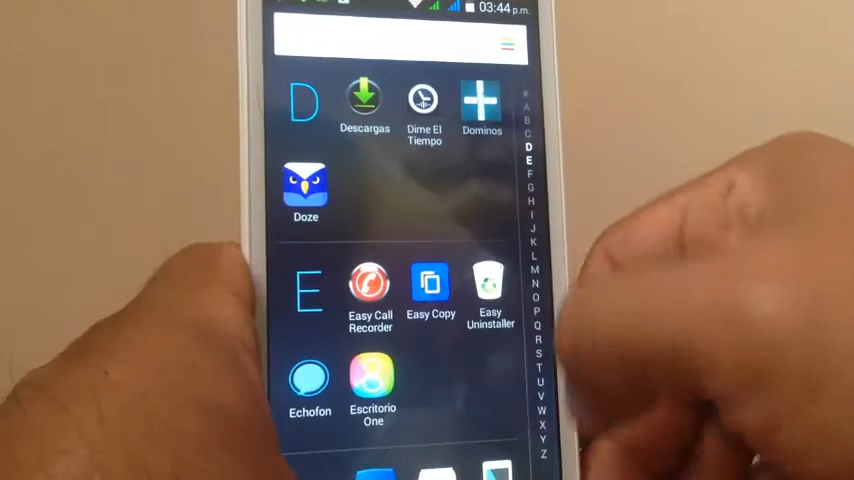 03:44 p.m.
D
Descargas
Dime El
Tiempo
Dominos
Doze
E
Easy Call
Recorder
Easy Copy
Easy
Uninstaller
Echofon
Escritorio
One
#
A
B
C
D
E
F
G
H
I
J
K
L
M
N
O
P
Q
R
S
T
U
V
W
X
Y
Z